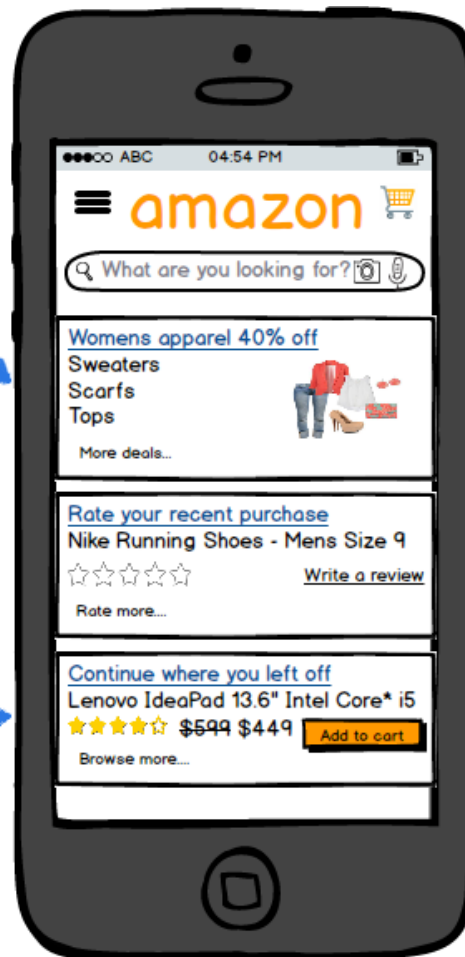 ABC 04:54 PM
amazon
What are you looking for?
Womens apparel 40% off
Sweaters
Scarfs
Tops
More deals...
Rate your recent purchase
Nike Running Shoes - Mens Size 9
Write a review
Rate more....
Continue where you left off
Lenovo IdeaPad 13.6" Intel Core* i5
$599 $449 Add to cart
Browse more....